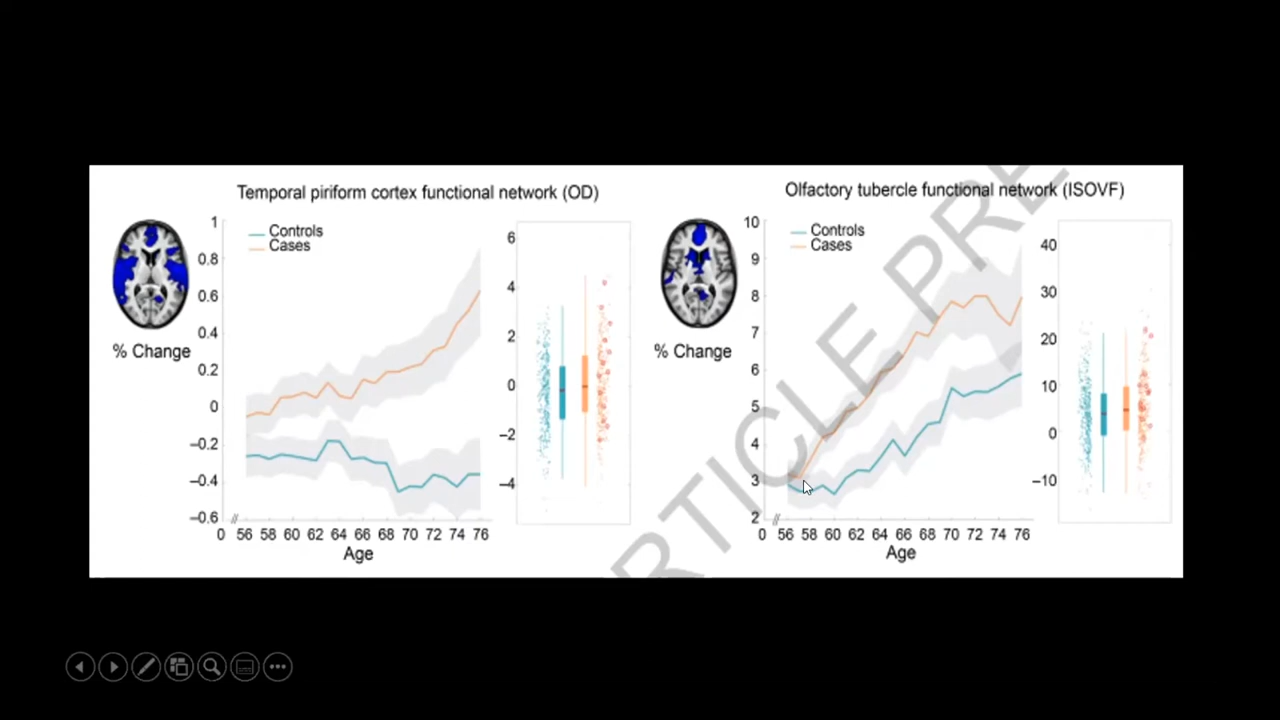 Temporal piriform cortex functional network (OD)
% Change
1
0.8
0.6
0.4
0.2
0
–0.2
–0.4
–0.6
Controls
Cases
0 56 58 60 62 64 66 68 70 72 74 76
Age
6
4
2
0
–2
–4
Olfactory tubercle functional network (ISOVF)
% Change
10
9
8
7
6
5
4
3
2
Controls
Cases
0 56 58 60 62 64 66 68 70 72 74 76
Age
40
30
20
10
0
–10
RTICLE PRE